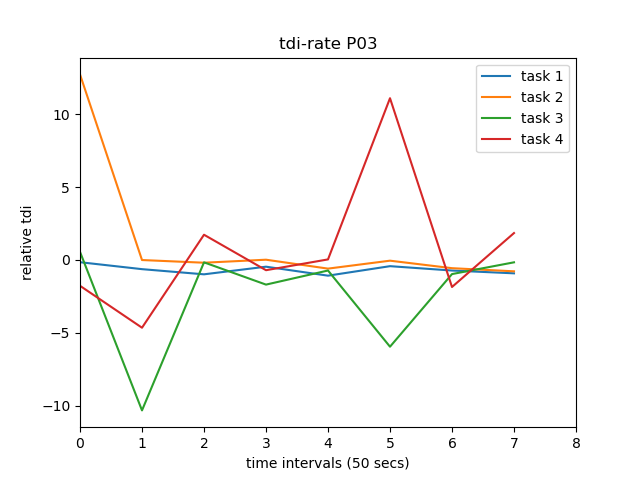 tdi-rate P03
task 1
task 2
task 3
task 4
relative tdi
10
5
0
−5
−10
0 1 2 3 4 5 6 7 8
time intervals (50 secs)